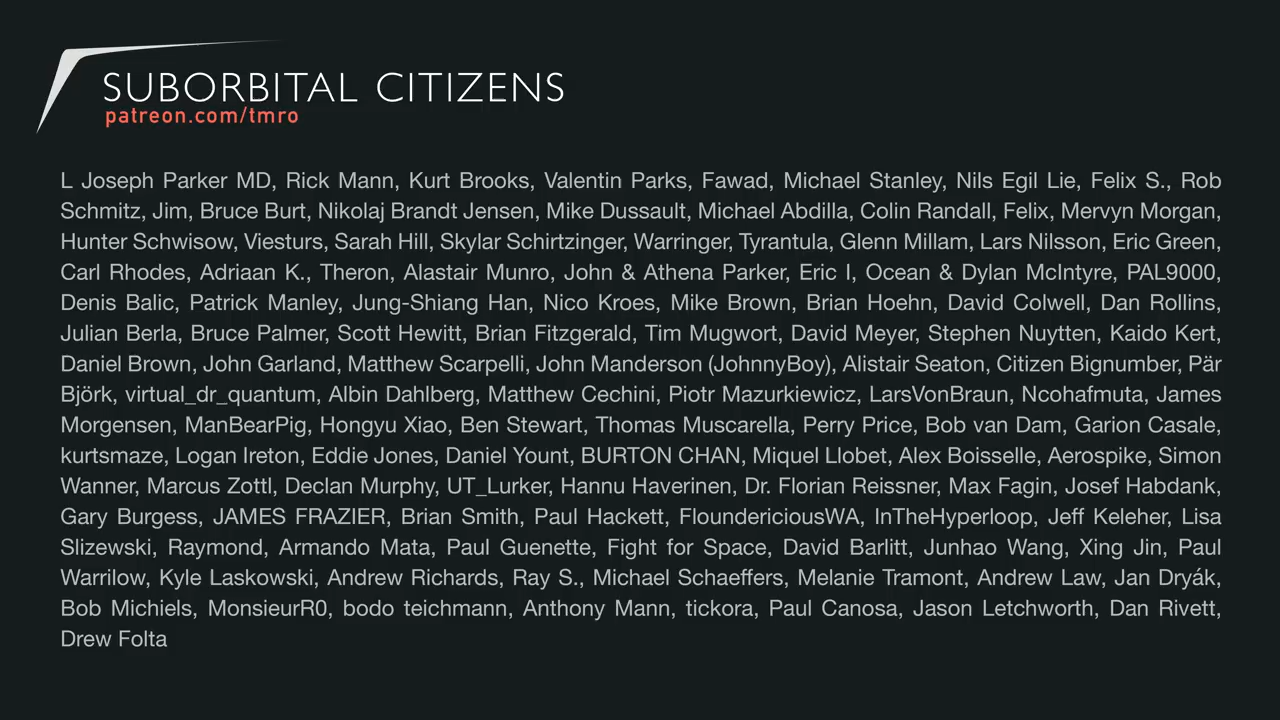 SUBORBITAL CITIZENS
patreon.com/tmro
L Joseph Parker MD, Rick Mann, Kurt Brooks, Valentin Parks, Fawad, Michael Stanley, Nils Egil Lie, Felix S., Rob
Schmitz, Jim, Bruce Burt, Nikolaj Brandt Jensen, Mike Dussault, Michael Abdilla, Colin Randall, Felix, Mervyn Morgan,
Hunter Schwisow, Viesturs, Sarah Hill, Skylar Schirtzinger, Warringer, Tyrantula, Glenn Millam, Lars Nilsson, Eric Green,
Carl Rhodes, Adriaan K., Theron, Alastair Munro, John & Athena Parker, Eric I, Ocean & Dylan McIntyre, PAL9000,
Denis Balic, Patrick Manley, Jung-Shiang Han, Nico Kroes, Mike Brown, Brian Hoehn, David Colwell, Dan Rollins,
Julian Berla, Bruce Palmer, Scott Hewitt, Brian Fitzgerald, Tim Mugwort, David Meyer, Stephen Nuytten, Kaido Kert,
Daniel Brown, John Garland, Matthew Scarpelli, John Manderson (JohnnyBoy), Alistair Seaton, Citizen Bignumber, Pär
Björk, virtual_dr_quantum, Albin Dahlberg, Matthew Cechini, Piotr Mazurkiewicz, LarsVonBraun, Ncohafmuta, James
Morgensen, ManBearPig, Hongyu Xiao, Ben Stewart, Thomas Muscarella, Perry Price, Bob van Dam, Garion Casale,
kurtsmaze, Logan Ireton, Eddie Jones, Daniel Yount, BURTON CHAN, Miquel Llobet, Alex Boisselle, Aerospike, Simon
Wanner, Marcus Zottl, Declan Murphy, UT_Lurker, Hannu Haverinen, Dr. Florian Reissner, Max Fagin, Josef Habdank,
Gary Burgess, JAMES FRAZIER, Brian Smith, Paul Hackett, FloundericiousWA, InTheHyperloop, Jeff Keleher, Lisa
Slizewski, Raymond, Armando Mata, Paul Guenette, Fight for Space, David Barlitt, Junhao Wang, Xing Jin, Paul
Warrilow, Kyle Laskowski, Andrew Richards, Ray S., Michael Schaeffers, Melanie Tramont, Andrew Law, Jan Dryák,
Bob Michiels, MonsieurR0, bodo teichmann, Anthony Mann, tickora, Paul Canosa, Jason Letchworth, Dan Rivett,
Drew Folta